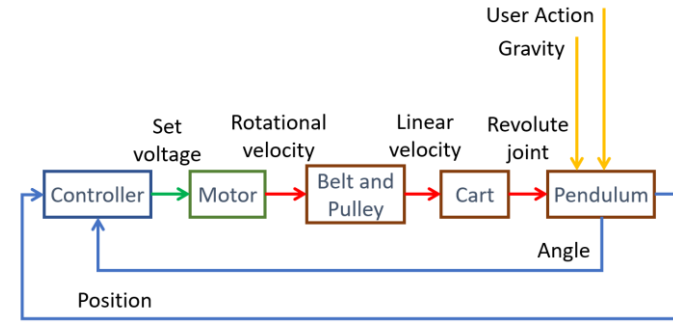 User Action
Gravity
Set
voltage
Rotational
velocity
Linear
velocity
Revolute
joint
Controller
Motor
Belt and
Pulley
Cart
Pendulum
Angle
Position